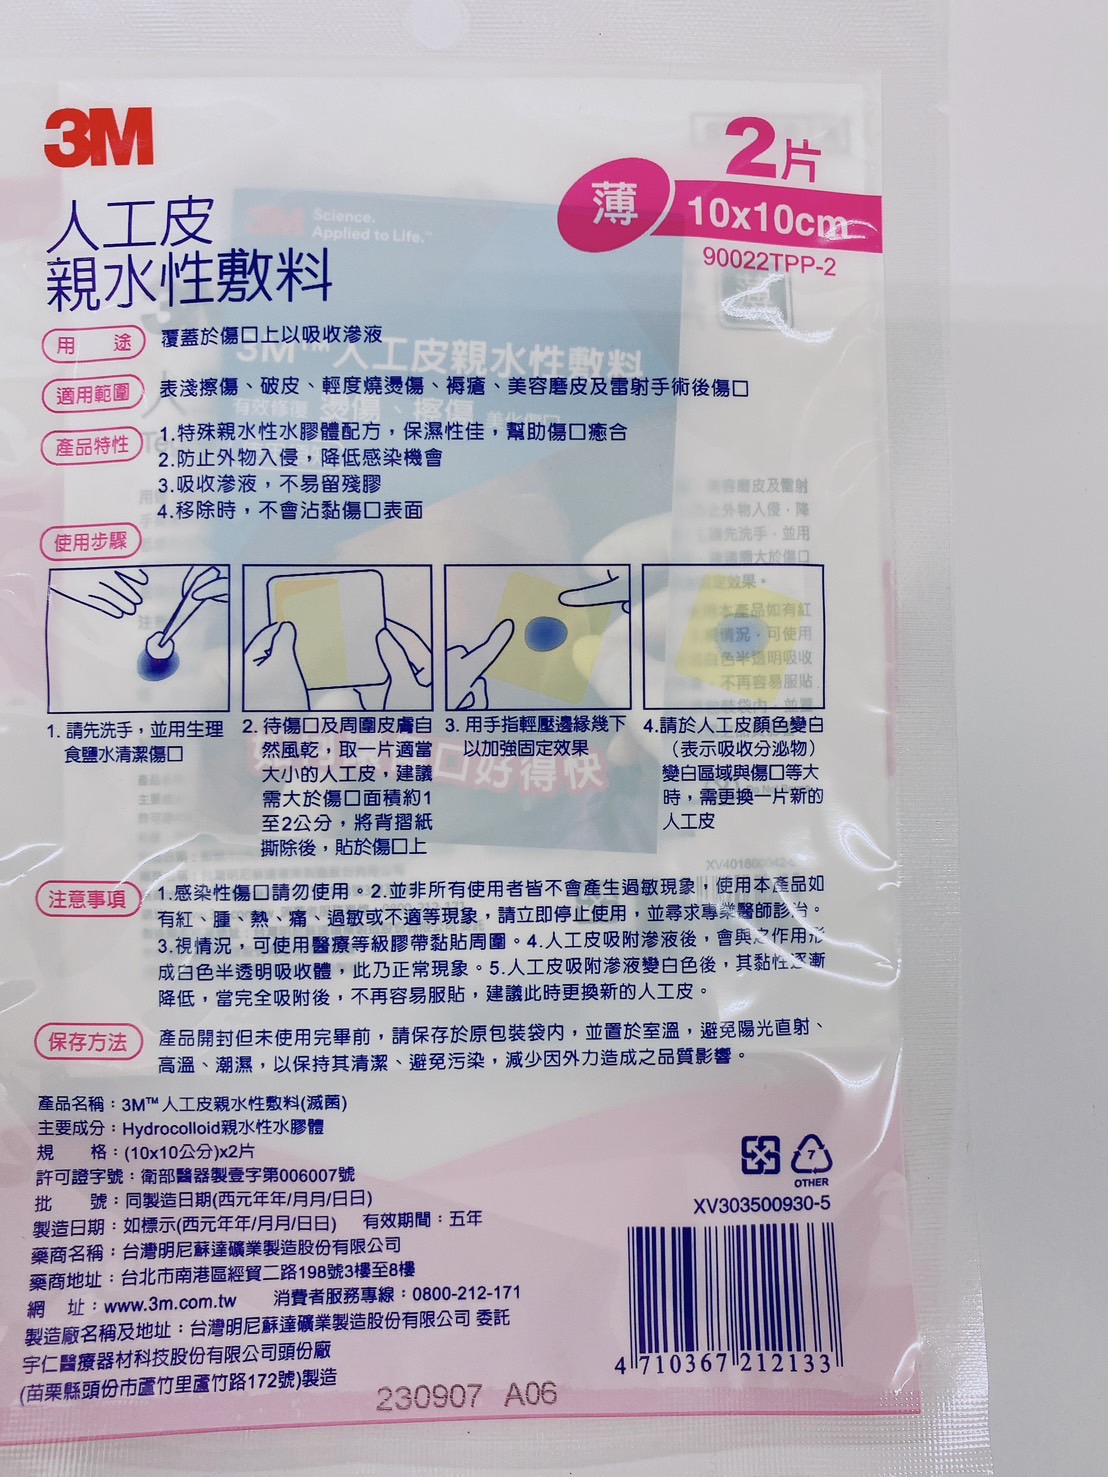 3M
2片
薄
10x10cm
90022TPP-2
人工皮
親水性敷料
Science.
Applied to Life.™
3M™人工皮親水性敷料
用途 覆蓋於傷口上以吸收滲液
適用範圍 表淺擦傷、破皮、輕度燒燙傷、褥瘡、美容磨皮及雷射手術後傷口
產品特性 1.特殊親水性水膠體配方，保濕性佳，幫助傷口癒合
2.防止外物入侵，降低感染機會
3.吸收滲液，不易留殘膠
4.移除時，不會沾黏傷口表面
使用步驟
1. 請先洗手，並用生理
食鹽水清潔傷口
2. 待傷口及周圍皮膚自
然風乾，取一片適當
大小的人工皮，建議
需大於傷口面積約1
至2公分，將背摺紙
撕除後，貼於傷口上
3. 用手指輕壓邊緣幾下
以加強固定效果
4.請於人工皮顏色變白
（表示吸收分泌物）
變白區域與傷口等大
時，需更換一片新的
人工皮
口好得快
注意事項 1.感染性傷口請勿使用。2.並非所有使用者皆不會產生過敏現象，使用本產品如
有紅、腫、熱、痛、過敏或不適等現象，請立即停止使用，並尋求專業醫師診治。
3.視情況，可使用醫療等級膠帶黏貼周圍。4.人工皮吸附滲液後，會與之作用形
成白色半透明吸收體，此乃正常現象。5.人工皮吸附滲液變白色後，其黏性逐漸
降低，當完全吸附後，不再容易服貼，建議此時更換新的人工皮。
保存方法 產品開封但未使用完畢前，請保存於原包裝袋內，並置於室溫，避免陽光直射、
高溫、潮濕，以保持其清潔、避免污染，減少因外力造成之品質影響。
產品名稱：3M™人工皮親水性敷料(滅菌)
主要成分：Hydrocolloid親水性水膠體
規格：(10x10公分)x2片
許可證字號：衛部醫器製壹字第006007號
批號：同製造日期(西元年年/月月/日日)
製造日期：如標示(西元年年/月月/日日) 有效期間：五年
藥商名稱：台灣明尼蘇達礦業製造股份有限公司
藥商地址：台北市南港區經貿二路198號3樓至8樓
網址：www.3m.com.tw 消費者服務專線：0800-212-171
製造廠名稱及地址：台灣明尼蘇達礦業製造股份有限公司 委託
宇仁醫療器材科技股份有限公司頭份廠
(苗栗縣頭份市蘆竹里蘆竹路172號)製造
230907 A06
7
OTHER
XV303500930-5
4 710367 212133